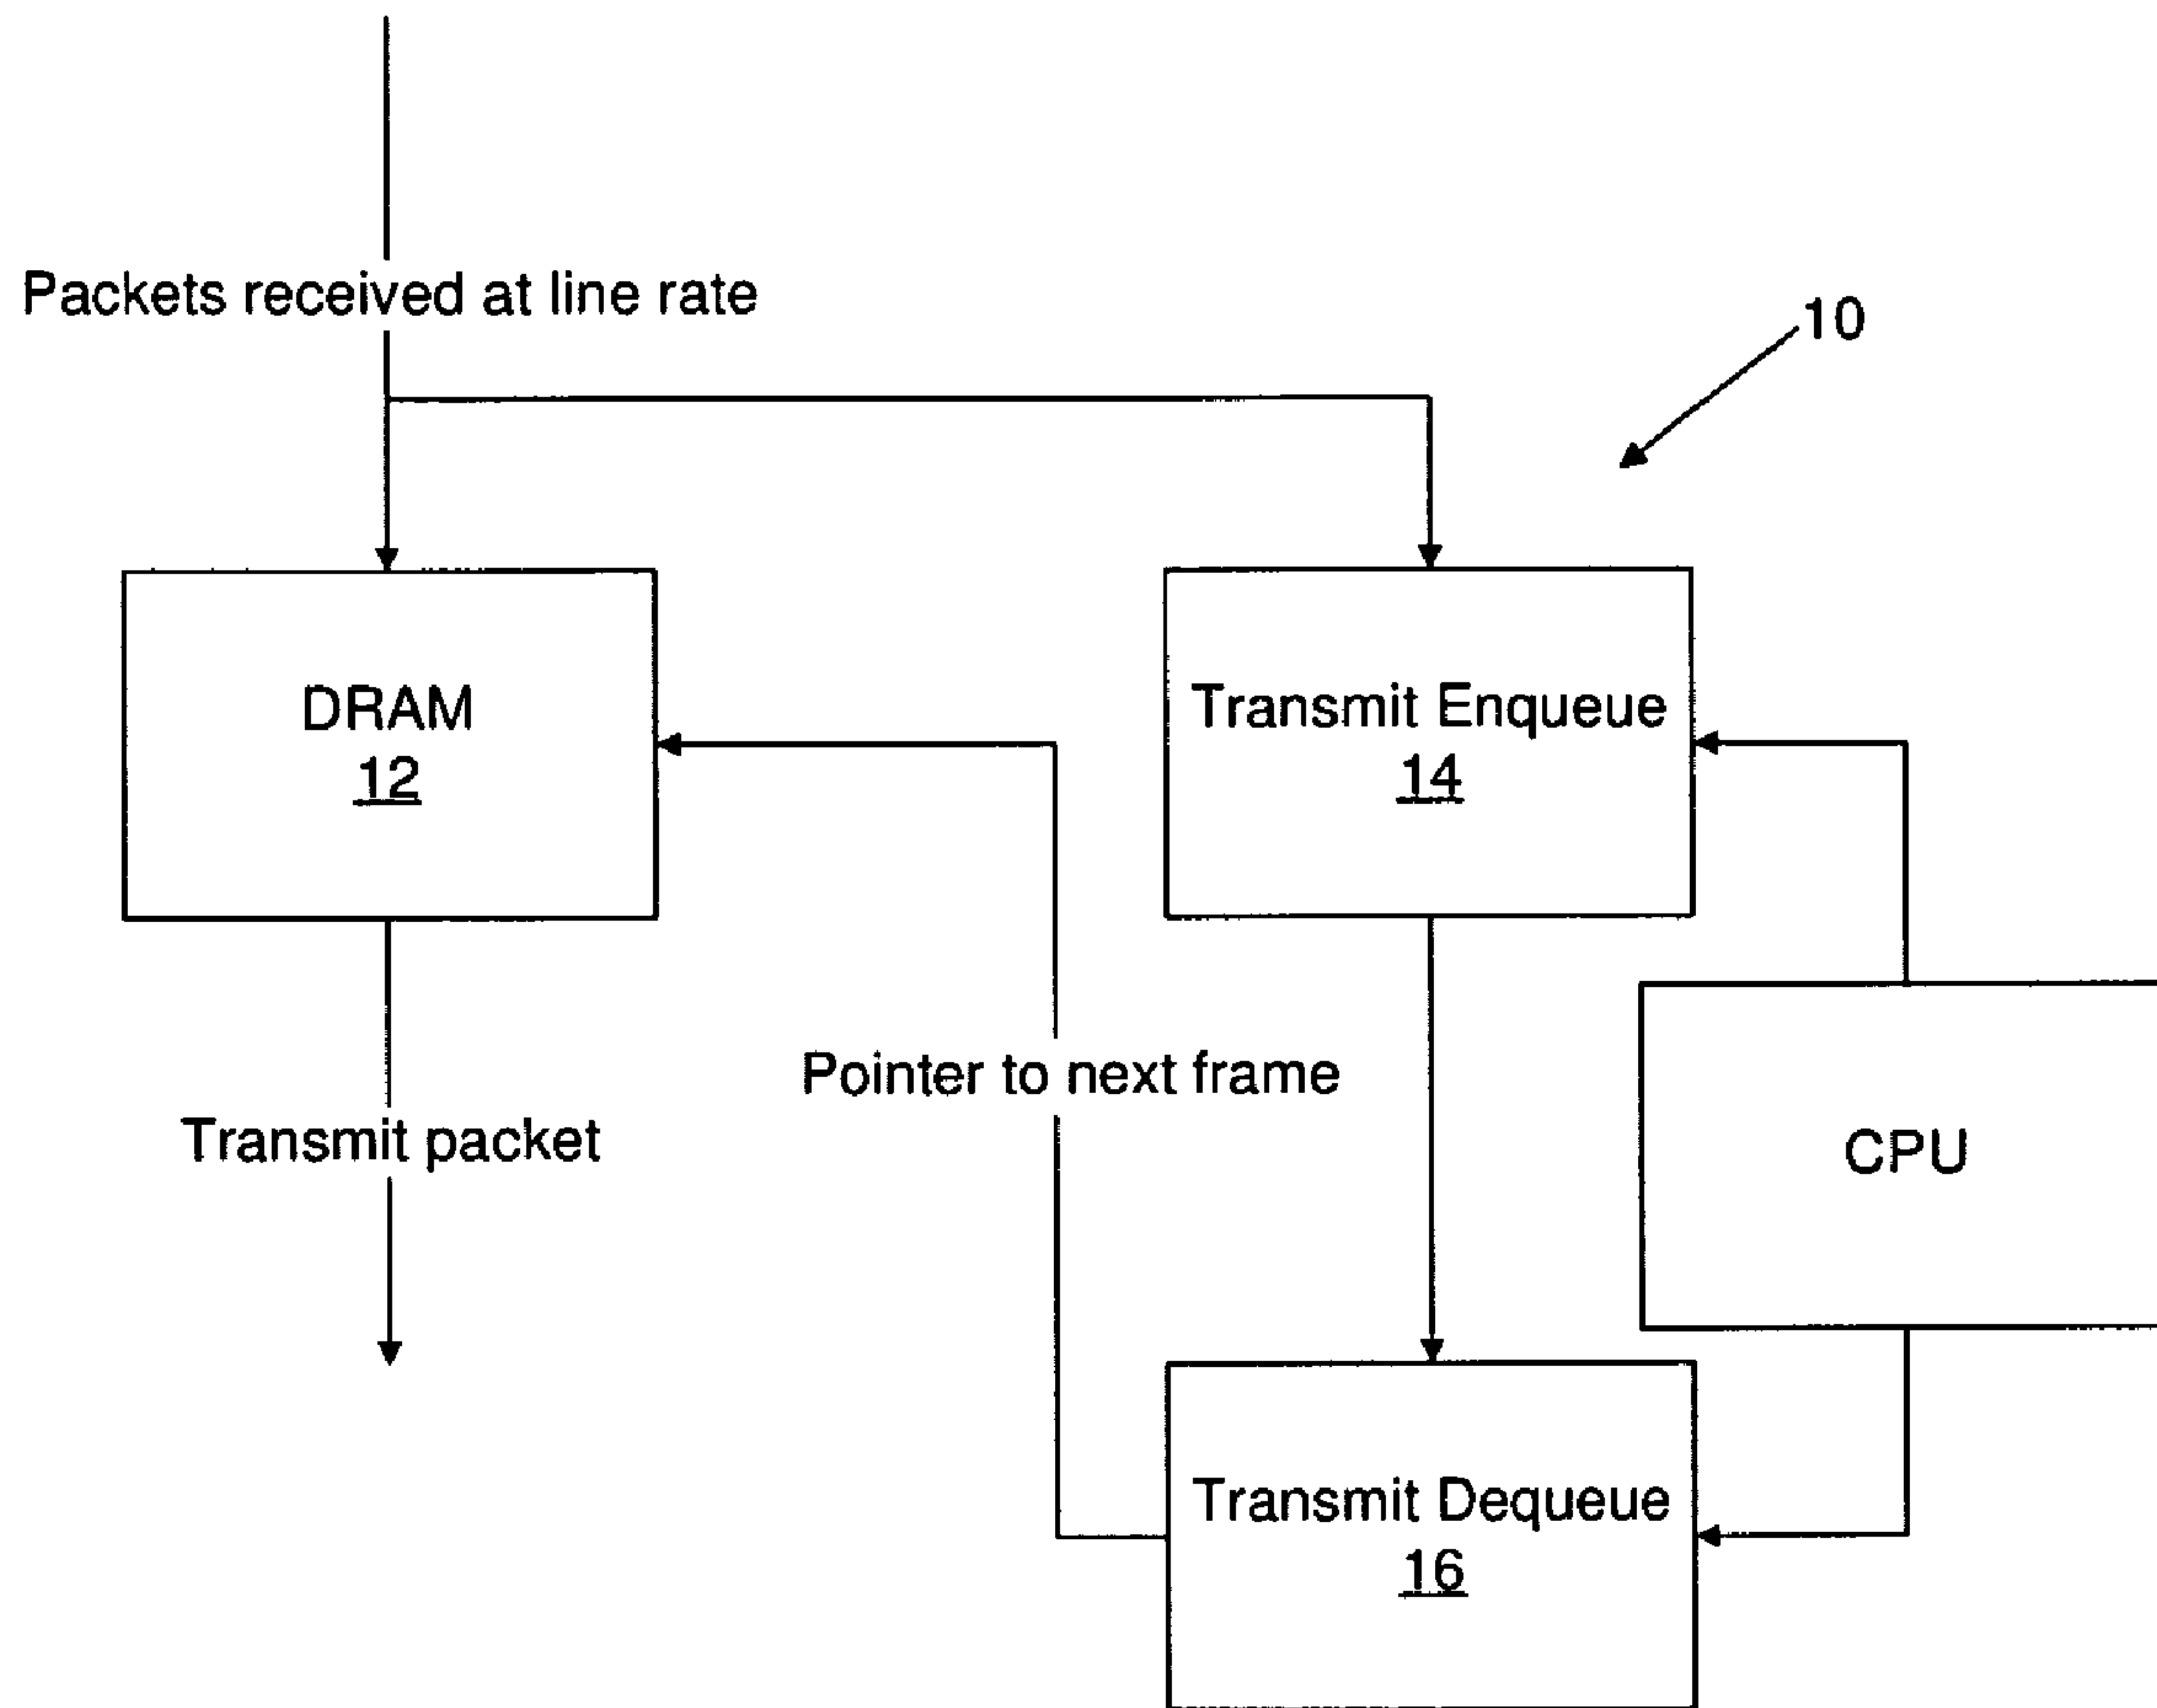 Packets received at line rate
10
DRAM
12
Transmit Enqueue
14
Pointer to next frame
Transmit packet
CPU
Transmit Dequeue
16